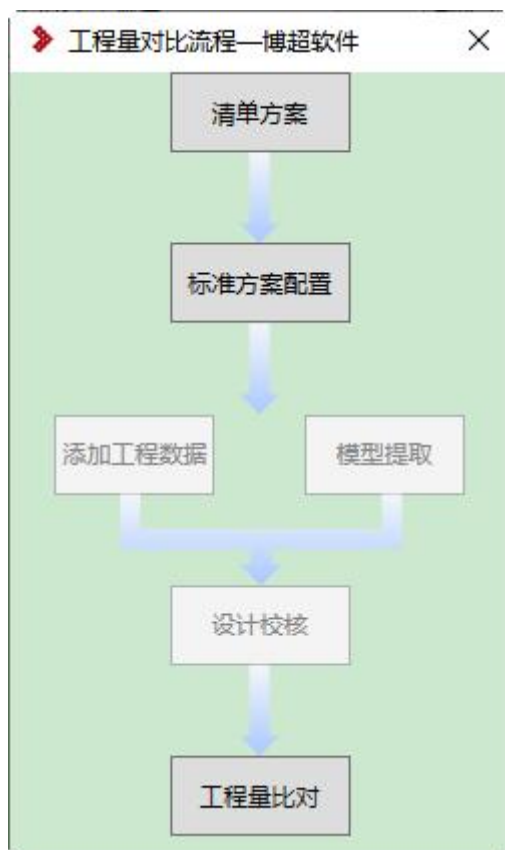 工程量对比流程—博超软件
清单方案
标准方案配置
添加工程数据
模型提取
设计校核
工程量比对